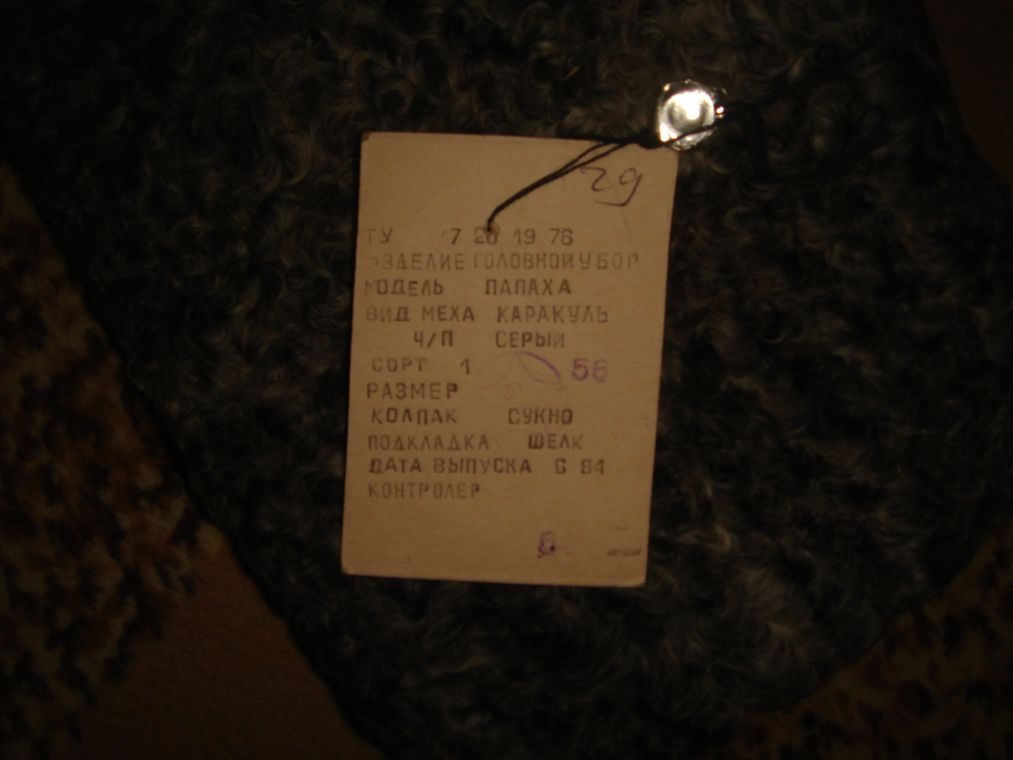 29
ТУ 17 20 19 76
ИЗДЕЛИЕ ГОЛОВНОЙ УБОР
МОДЕЛЬ ПАПАХА
ВИД МЕХА КАРАКУЛЬ
Ч/П СЕРЫЙ
СОРТ 1 56
РАЗМЕР
КОЛПАК СУКНО
ПОДКЛАДКА ШЕЛК
ДАТА ВЫПУСКА 6 84
КОНТРОЛЕР